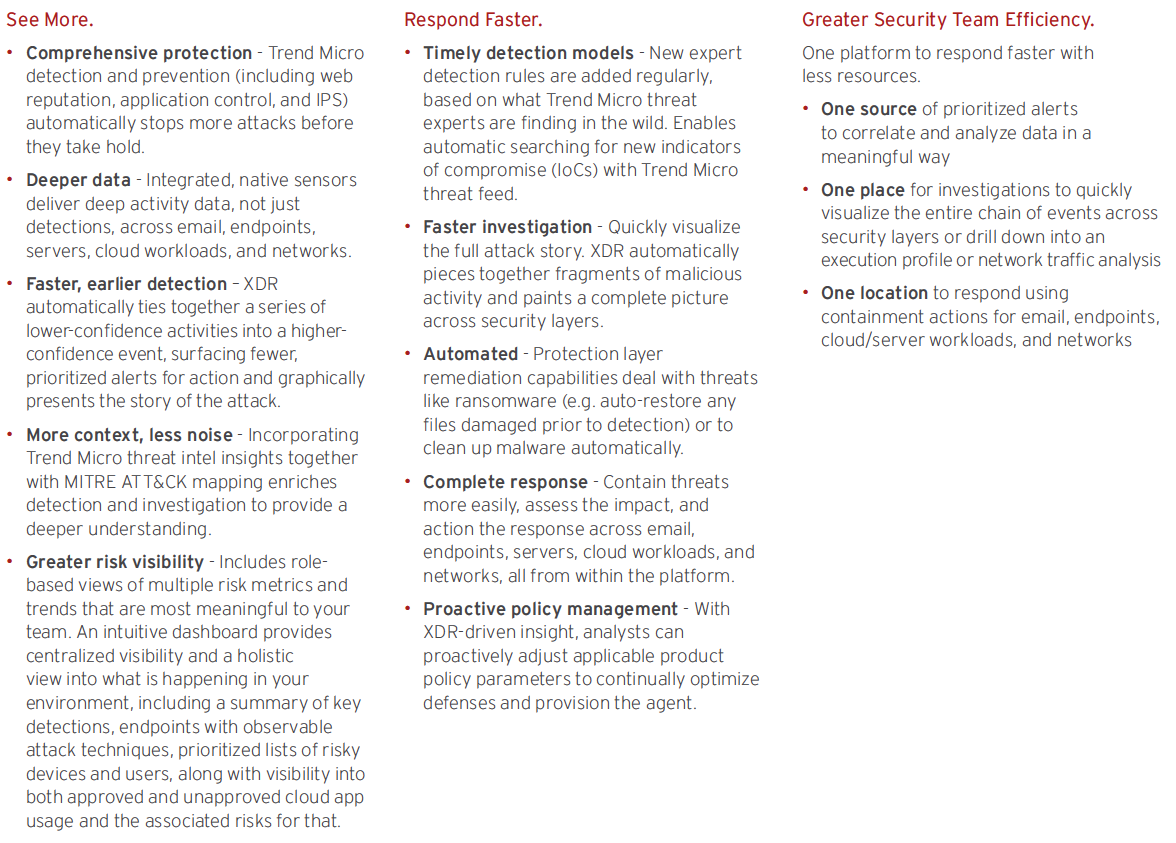 See More.
• Comprehensive protection - Trend Micro
detection and prevention (including web
reputation, application control, and IPS)
automatically stops more attacks before
they take hold.
• Deeper data - Integrated, native sensors
deliver deep activity data, not just
detections, across email, endpoints,
servers, cloud workloads, and networks.
• Faster, earlier detection – XDR
automatically ties together a series of
lower-confidence activities into a higher-
confidence event, surfacing fewer,
prioritized alerts for action and graphically
presents the story of the attack.
• More context, less noise - Incorporating
Trend Micro threat intel insights together
with MITRE ATT&CK mapping enriches
detection and investigation to provide a
deeper understanding.
• Greater risk visibility - Includes role-
based views of multiple risk metrics and
trends that are most meaningful to your
team. An intuitive dashboard provides
centralized visibility and a holistic
view into what is happening in your
environment, including a summary of key
detections, endpoints with observable
attack techniques, prioritized lists of risky
devices and users, along with visibility into
both approved and unapproved cloud app
usage and the associated risks for that.
Respond Faster.
• Timely detection models - New expert
detection rules are added regularly,
based on what Trend Micro threat
experts are finding in the wild. Enables
automatic searching for new indicators
of compromise (IoCs) with Trend Micro
threat feed.
• Faster investigation - Quickly visualize
the full attack story. XDR automatically
pieces together fragments of malicious
activity and paints a complete picture
across security layers.
• Automated - Protection layer
remediation capabilities deal with threats
like ransomware (e.g. auto-restore any
files damaged prior to detection) or to
clean up malware automatically.
• Complete response - Contain threats
more easily, assess the impact, and
action the response across email,
endpoints, servers, cloud workloads, and
networks, all from within the platform.
• Proactive policy management - With
XDR-driven insight, analysts can
proactively adjust applicable product
policy parameters to continually optimize
defenses and provision the agent.
Greater Security Team Efficiency.
One platform to respond faster with
less resources.
• One source of prioritized alerts
to correlate and analyze data in a
meaningful way
• One place for investigations to quickly
visualize the entire chain of events across
security layers or drill down into an
execution profile or network traffic analysis
• One location to respond using
containment actions for email, endpoints,
cloud/server workloads, and networks